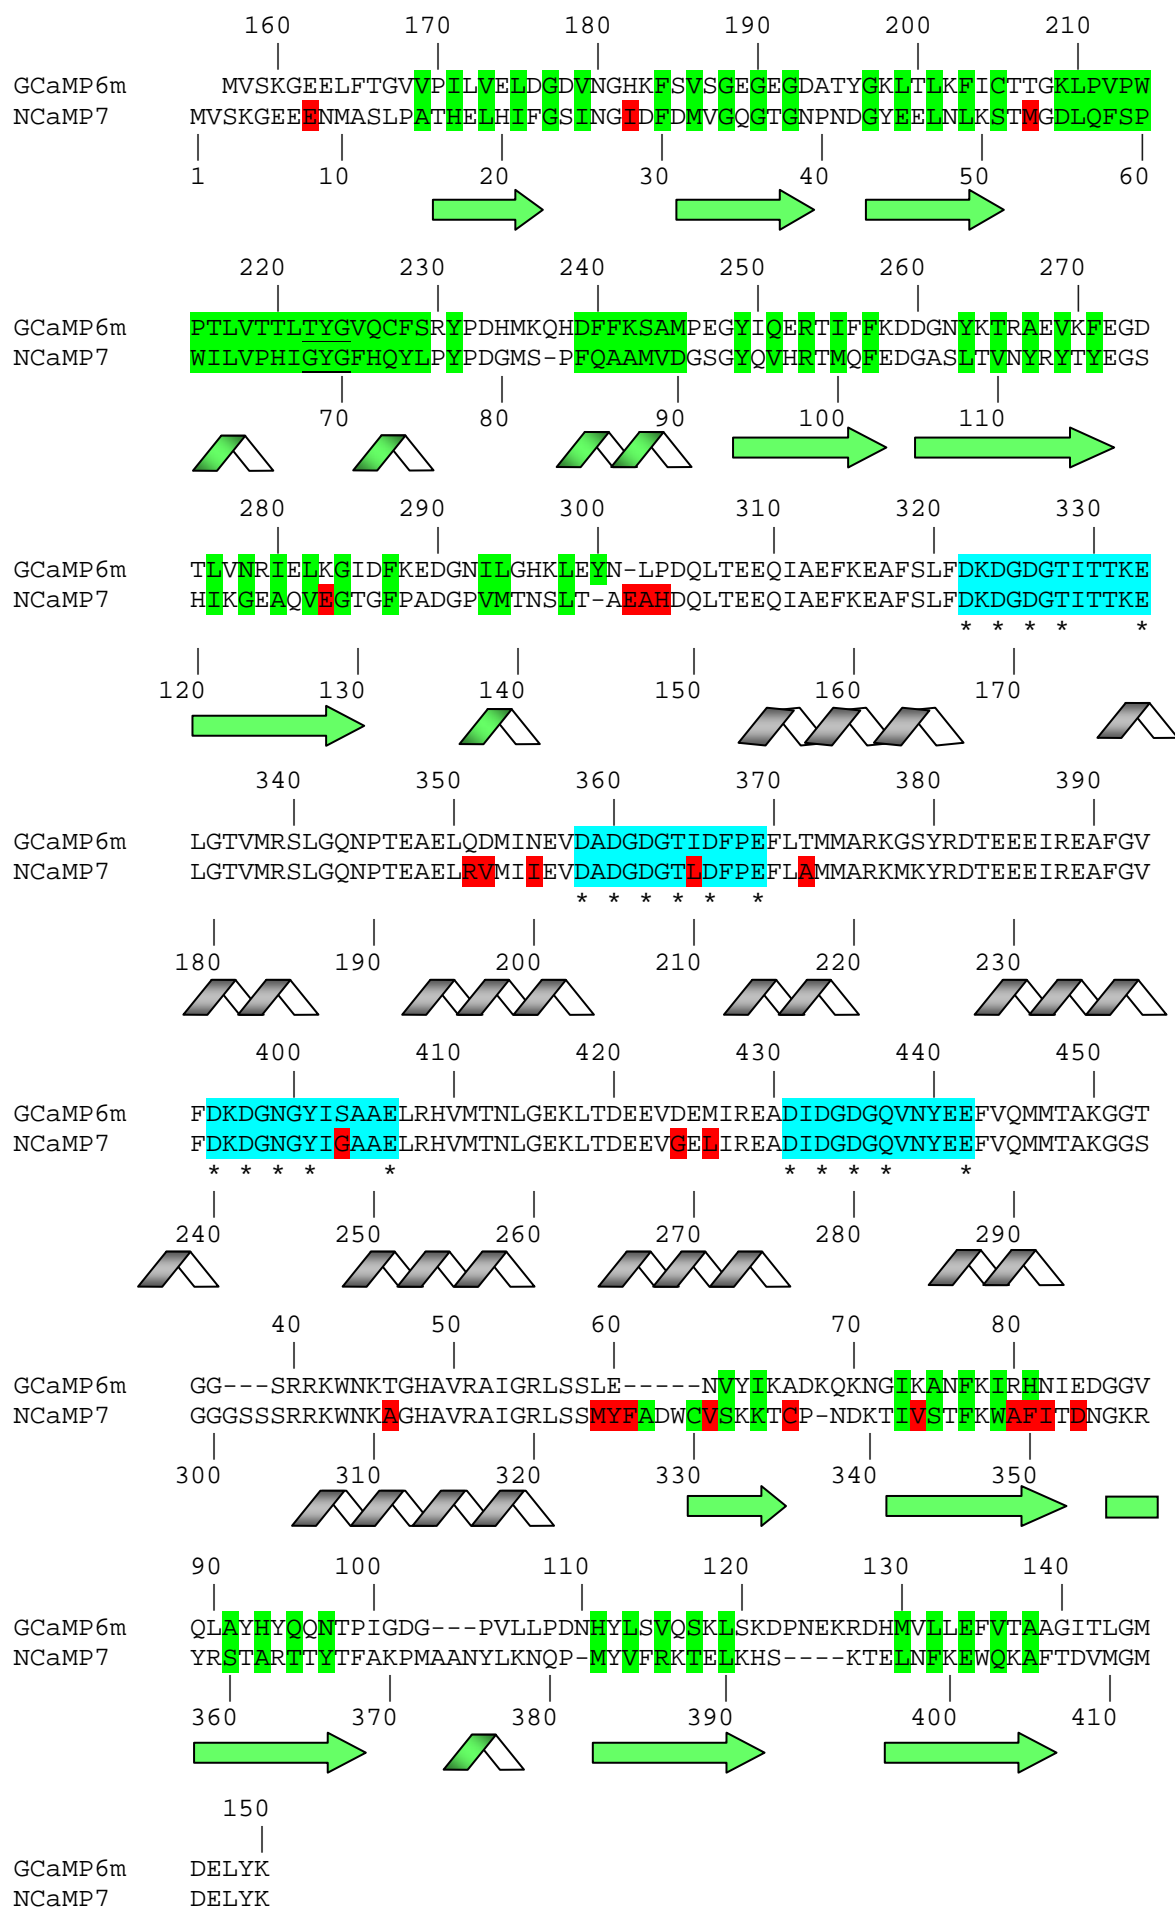 160 170 180 190 200 210
GCaMP6m MVSKGEELFTGVVPILVELDGDVNGHKFSVSGEGEGDATYGKLTLKFICTTGKLPVPW
NCaMP7 MVSKGEEENMASLPATHELHIFGSINGIDFDMVGQGTGNPNDGYEELNLKSTMGDLQFSP
1 10 20 30 40 50 60
220 230 240 250 260 270
GCaMP6m PTLVTTLTYGVQCFSRYPDHMKQHDFFKSAMPEGYIQERTIFFKDDGNYKTRAEVKFEGD
NCaMP7 WILVPHIGYGFHQYLPYPDGMS-PFQAAMVDGSGYQVHRTMQFEDGASLTVNYRYTYEGS
70 80 90 100 110
280 290 300 310 320 330
GCaMP6m TLVNRIELKGIDFKEDGNILGHKLEYN-LPDQLTEEQIAEFKEAFSLFDKDGDGTITTKE
NCaMP7 HIKGEAQVEGTGFPADGPVMTNSLT-AEAHDQLTEEQIAEFKEAFSLFDKDGDGTITTKE
* * * * *
120 130 140 150 160 170
340 350 360 370 380 390
GCaMP6m LGTVMRSLGQNPTEAELQDMINEVDADGDGTIDFPEFLTMMARKGSYRDTEEEIREAFGV
NCaMP7 LGTVMRSLGQNPTEAELRVMIIEVDADGDGTLDFPEFLAMMARKMKYRDTEEEIREAFGV
* * * * * *
180 190 200 210 220 230
400 410 420 430 440 450
GCaMP6m FDKDGNGYISAAELRHVMTNLGEKLTDEEVDEMIREADIDGDGQVNYEEFVQMMTAKGGT
NCaMP7 FDKDGNGYIGAAELRHVMTNLGEKLTDEEVGELIREADIDGDGQVNYEEFVQMMTAKGGS
* * * * * * * * * *
240 250 260 270 280 290
40 50 60 70 80
GCaMP6m GG---SRRKWNKTGHAVRAIGRLSSLE-----NVYIKADKQKNGIKANFKIRHNIEDGGV
NCaMP7 GGGSSSRRKWNKAGHAVRAIGRLSSMYFADWCVSKKTCP-NDKTIVSTFKWAFITDNGKR
300 310 320 330 340 350
90 100 110 120 130 140
GCaMP6m QLAYHYQQNTPIGDG---PVLLPDNHYLSVQSKLSKDPNEKRDHMVLLEFVTAAGITLGM
NCaMP7 YRSTARTTYTFAKPMAANYLKNQP-MYVFRKTELKHS----KTELNFKEWQKAFTDVMGM
360 370 380 390 400 410
150
GCaMP6m DELYK
NCaMP7 DELYK